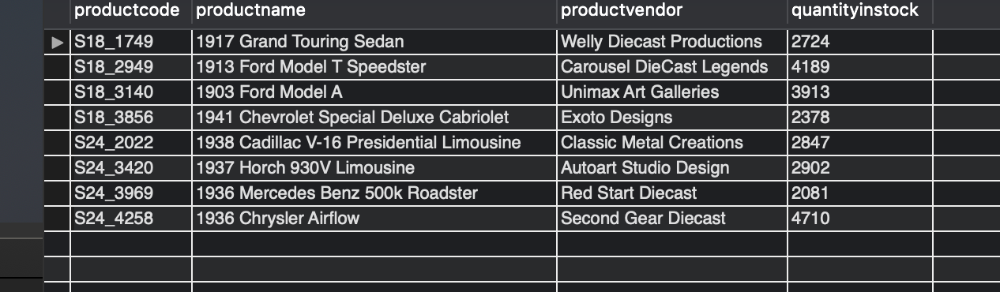 productcode productname productvendor quantityinstock
S18_1749 1917 Grand Touring Sedan Welly Diecast Productions 2724
S18_2949 1913 Ford Model T Speedster Carousel DieCast Legends 4189
S18_3140 1903 Ford Model A Unimax Art Galleries 3913
S18_3856 1941 Chevrolet Special Deluxe Cabriolet Exoto Designs 2378
S24_2022 1938 Cadillac V-16 Presidential Limousine Classic Metal Creations 2847
S24_3420 1937 Horch 930V Limousine Autoart Studio Design 2902
S24_3969 1936 Mercedes Benz 500k Roadster Red Start Diecast 2081
S24_4258 1936 Chrysler Airflow Second Gear Diecast 4710